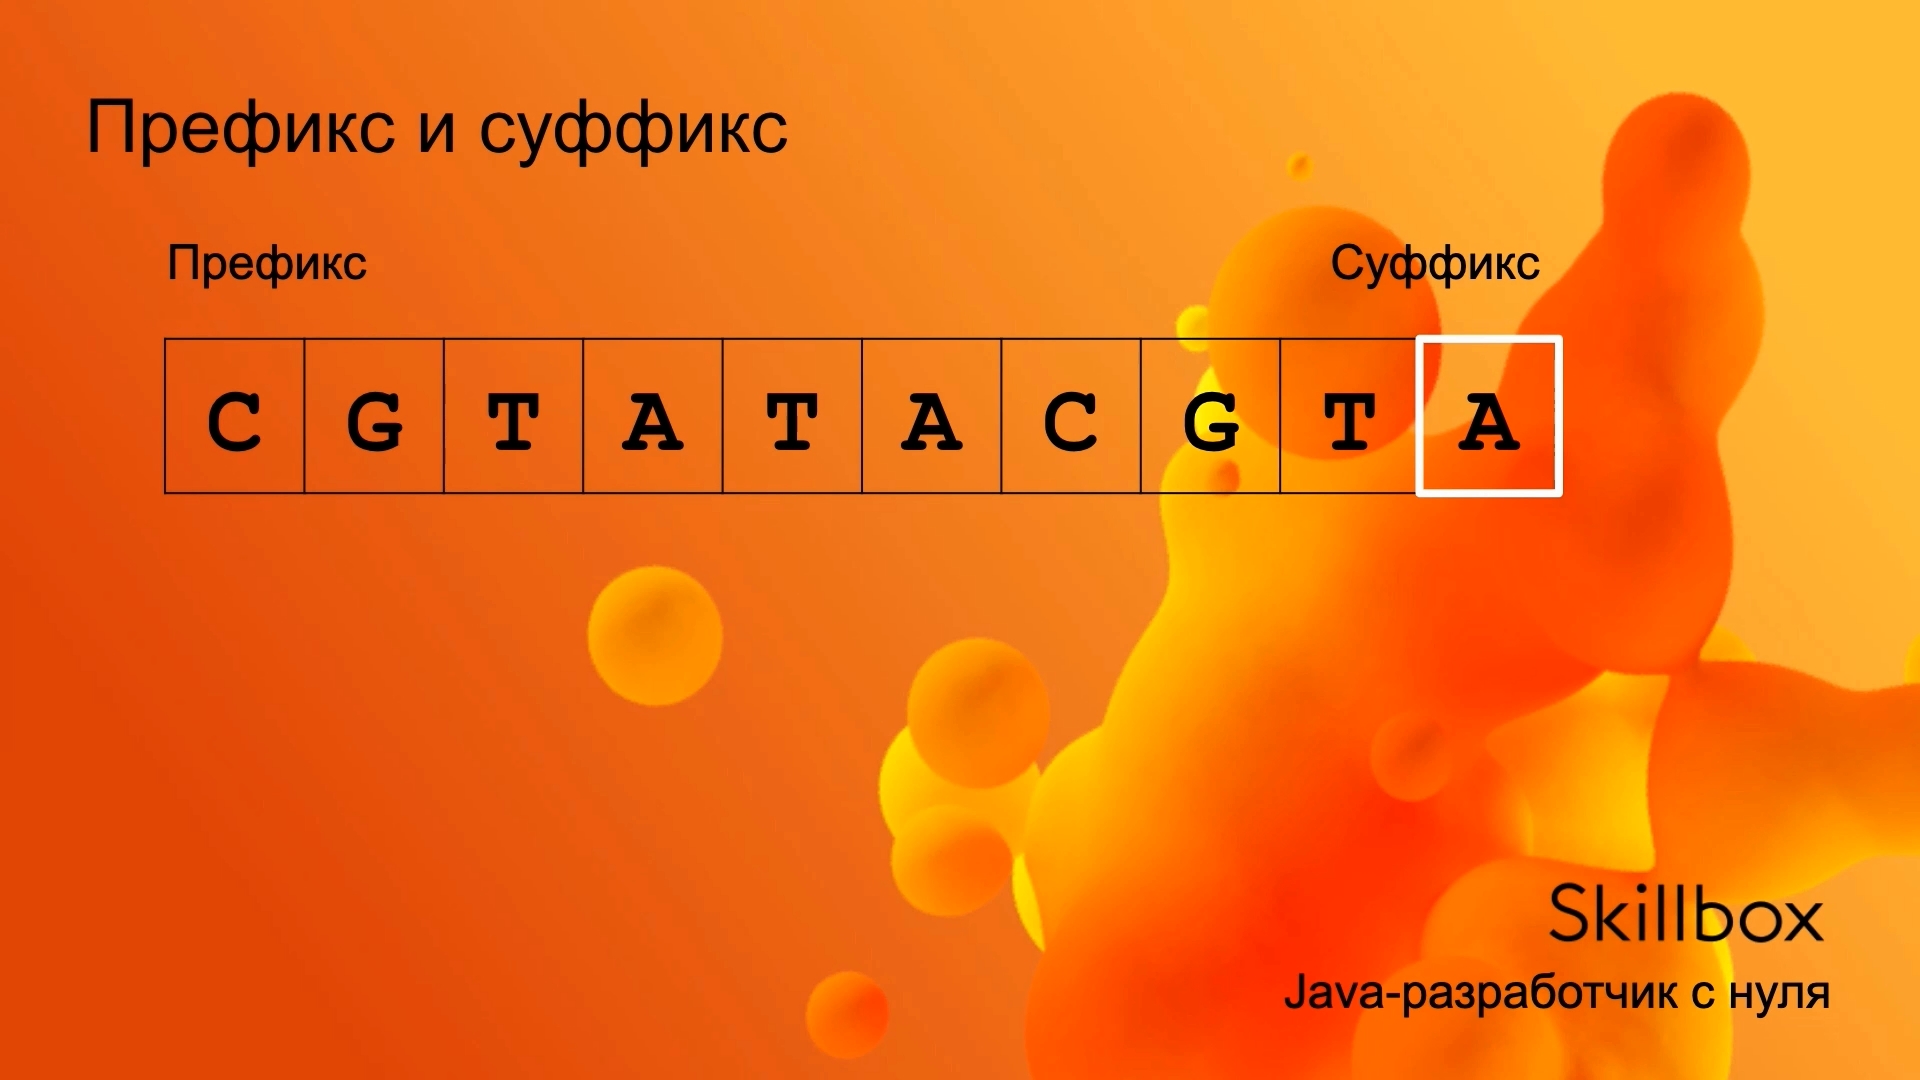 Префикс и суффикс
Префикс Суффикс
C G T A T A C G T A
Skillbox
Java-разработчик с нуля